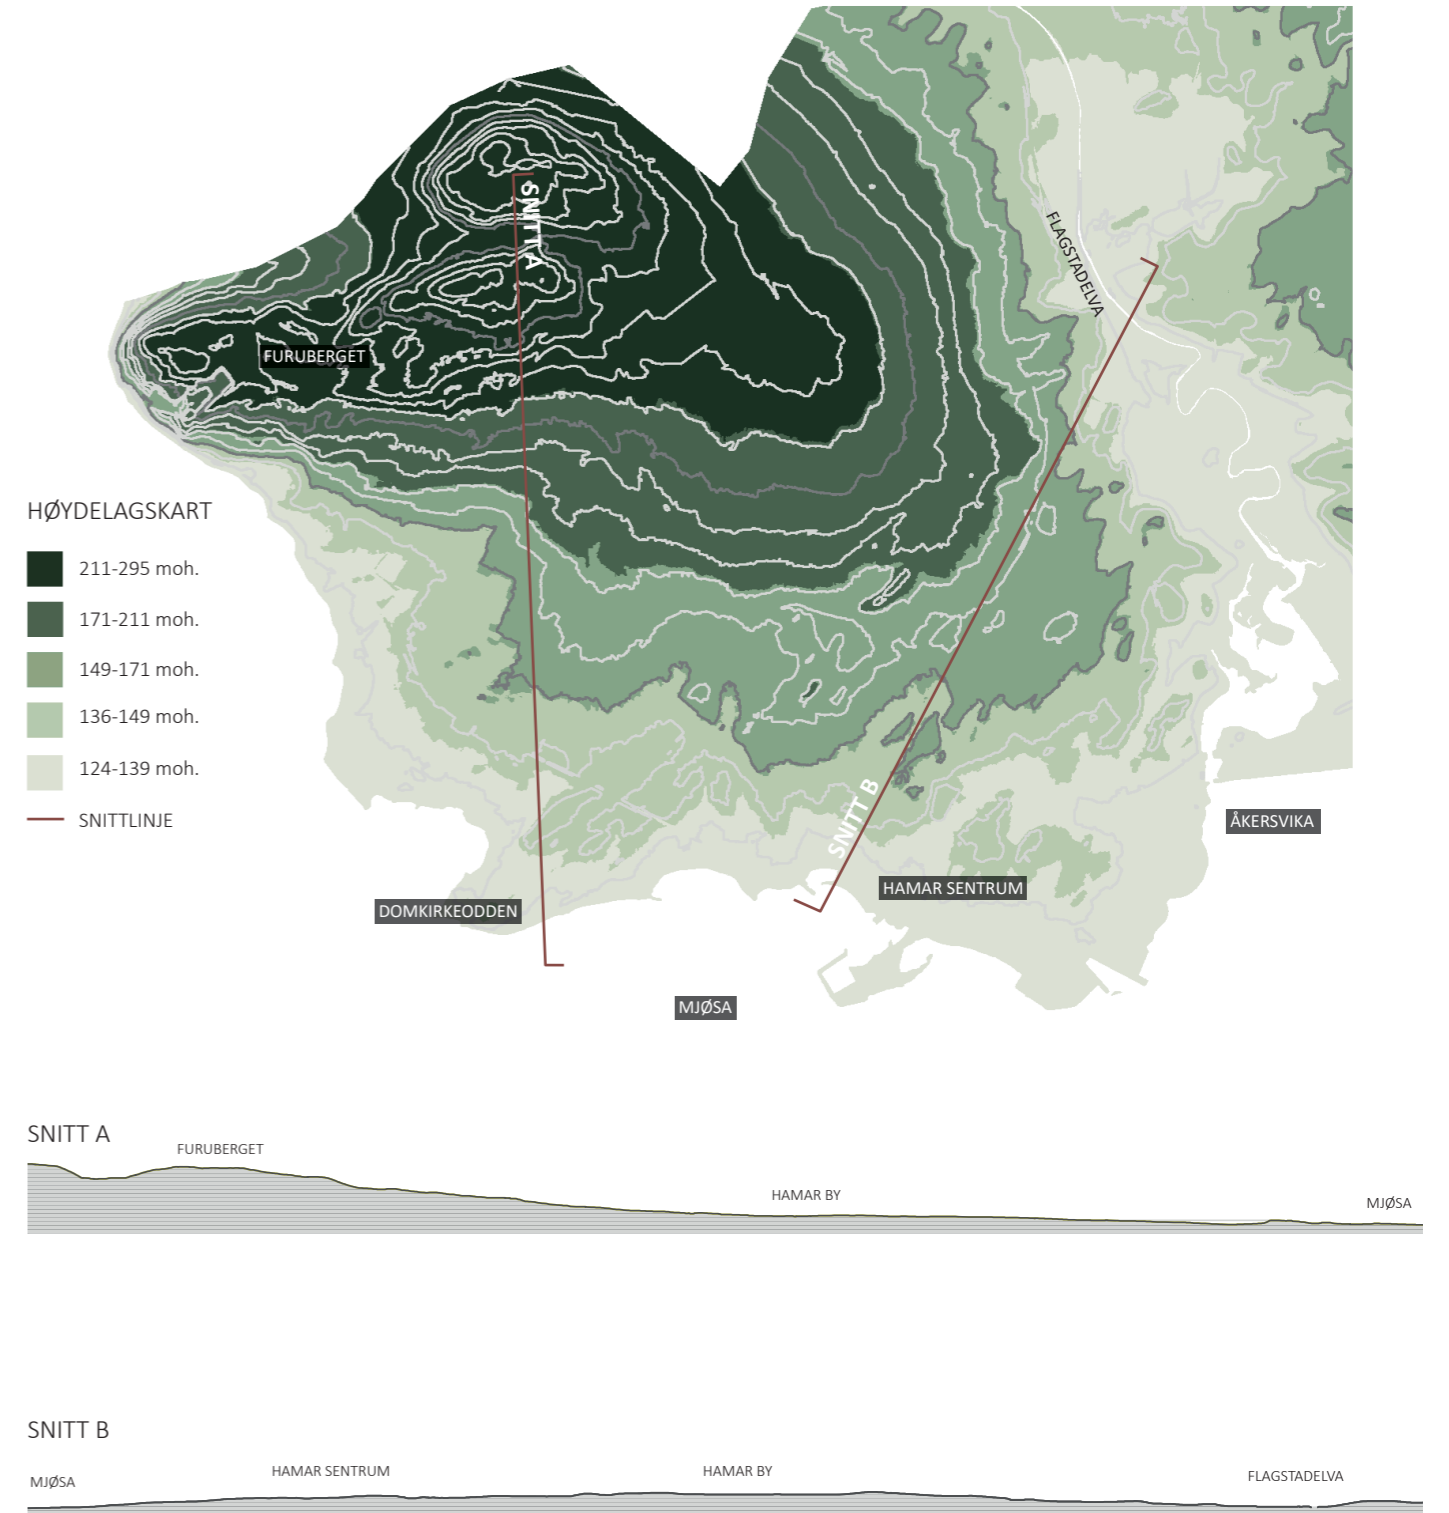 SNITT A
FLAGSTADELVA
FURUBERGET
HØYDELAGSKART
211-295 moh.
171-211 moh.
149-171 moh.
136-149 moh.
124-139 moh.
SNITTLINJE
SNITT B
ÅKERSVIKA
HAMAR SENTRUM
DOMKIRKEODDEN
MJØSA
SNITT A
FURUBERGET
HAMAR BY
MJØSA
SNITT B
MJØSA
HAMAR SENTRUM
HAMAR BY
FLAGSTADELVA